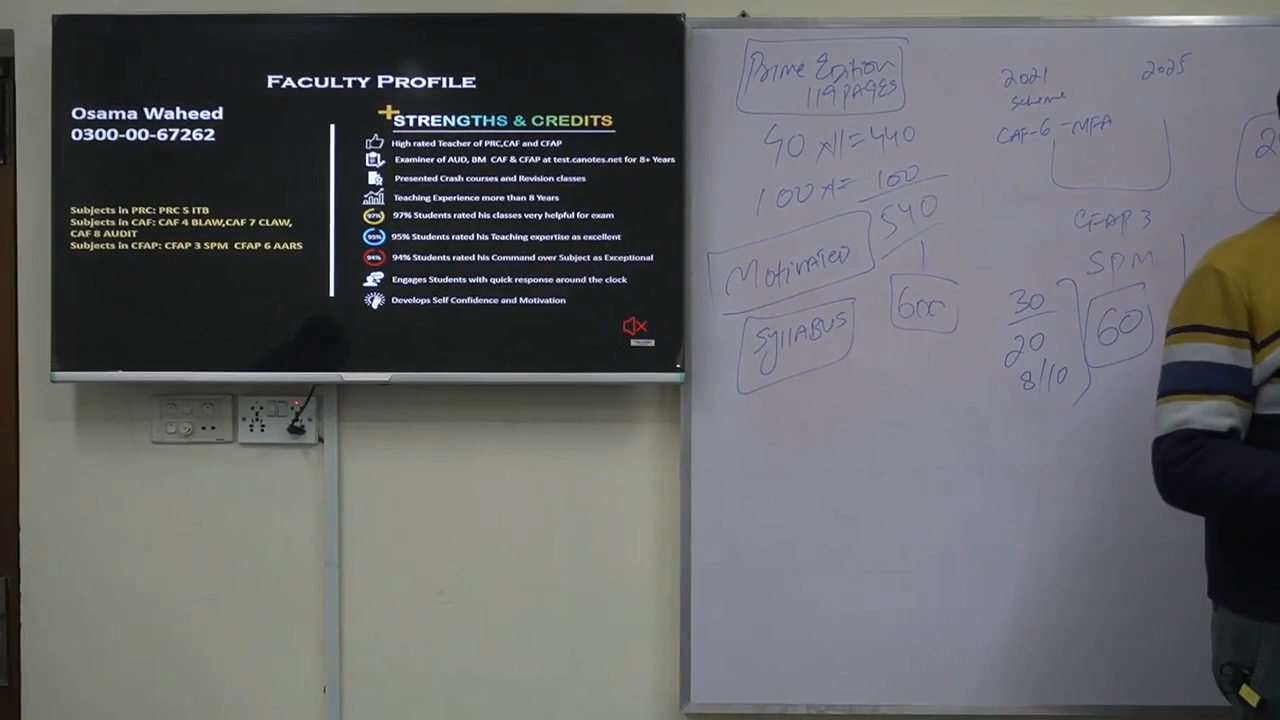 FACULTY PROFILE
Osama Waheed
0300-00-67262
Subjects in PRC: PRC 5 ITB
Subjects in CAF: CAF 4 BLAW,CAF 7 CLAW,
CAF 8 AUDIT
Subjects in CFAP: CFAP 3 SPM CFAP 6 AARS
STRENGTHS & CREDITS
High rated Teacher of PRC,CAF and CFAP
Examiner of AUD, BM CAF & CFAP at test.canotes.net for 8+ Years
Presented Crash courses and Revision classes
Teaching Experience more than 8 Years
97% 97% Students rated his classes very helpful for exam
95% 95% Students rated his Teaching expertise as excellent
94% 94% Students rated his Command over Subject as Exceptional
Engages Students with quick response around the clock
Develops Self Confidence and Motivation
Prime Edition
119 PAGES
40 x11= 440
100 x1= 100
540
Motivated
SYLLABUS
600
2021
Scheme
2025
CAF-6 - MFA
CFAP 3
SPM
30
20
8/10
60
2